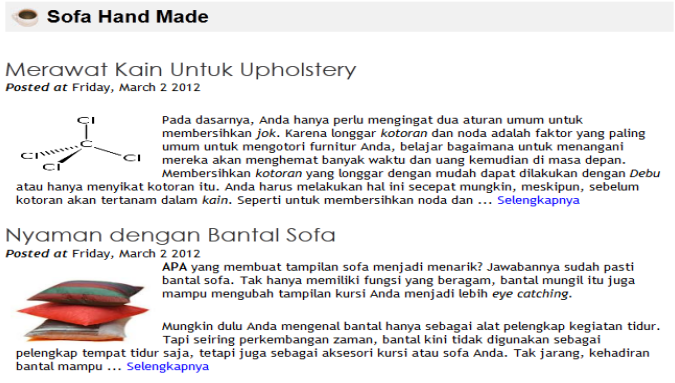 Sofa Hand Made
Merawat Kain Untuk Upholstery
Posted at Friday, March 2 2012
Cl
C
Cl
Cl
Cl
Pada dasarnya, Anda hanya perlu mengingat dua aturan umum untuk
membersihkan jok. Karena longgar kotoran dan noda adalah faktor yang paling
umum untuk mengotori furnitur Anda, belajar bagaimana untuk menangani
mereka akan menghemat banyak waktu dan uang kemudian di masa depan.
Membersihkan kotoran yang longgar dengan mudah dapat dilakukan dengan Debu
atau hanya menyikat kotoran itu. Anda harus melakukan hal ini secepat mungkin, meskipun, sebelum
kotoran akan tertanam dalam kain. Seperti untuk membersihkan noda dan ... Selengkapnya
Nyaman dengan Bantal Sofa
Posted at Friday, March 2 2012
APA yang membuat tampilan sofa menjadi menarik? Jawabannya sudah pasti
bantal sofa. Tak hanya memiliki fungsi yang beragam, bantal mungil itu juga
mampu mengubah tampilan kursi Anda menjadi lebih eye catching.
Mungkin dulu Anda mengenal bantal hanya sebagai alat pelengkap kegiatan tidur.
Tapi seiring perkembangan zaman, bantal kini tidak digunakan sebagai
pelengkap tempat tidur saja, tetapi juga sebagai aksesori kursi atau sofa Anda. Tak jarang, kehadiran
bantal mampu ... Selengkapnya